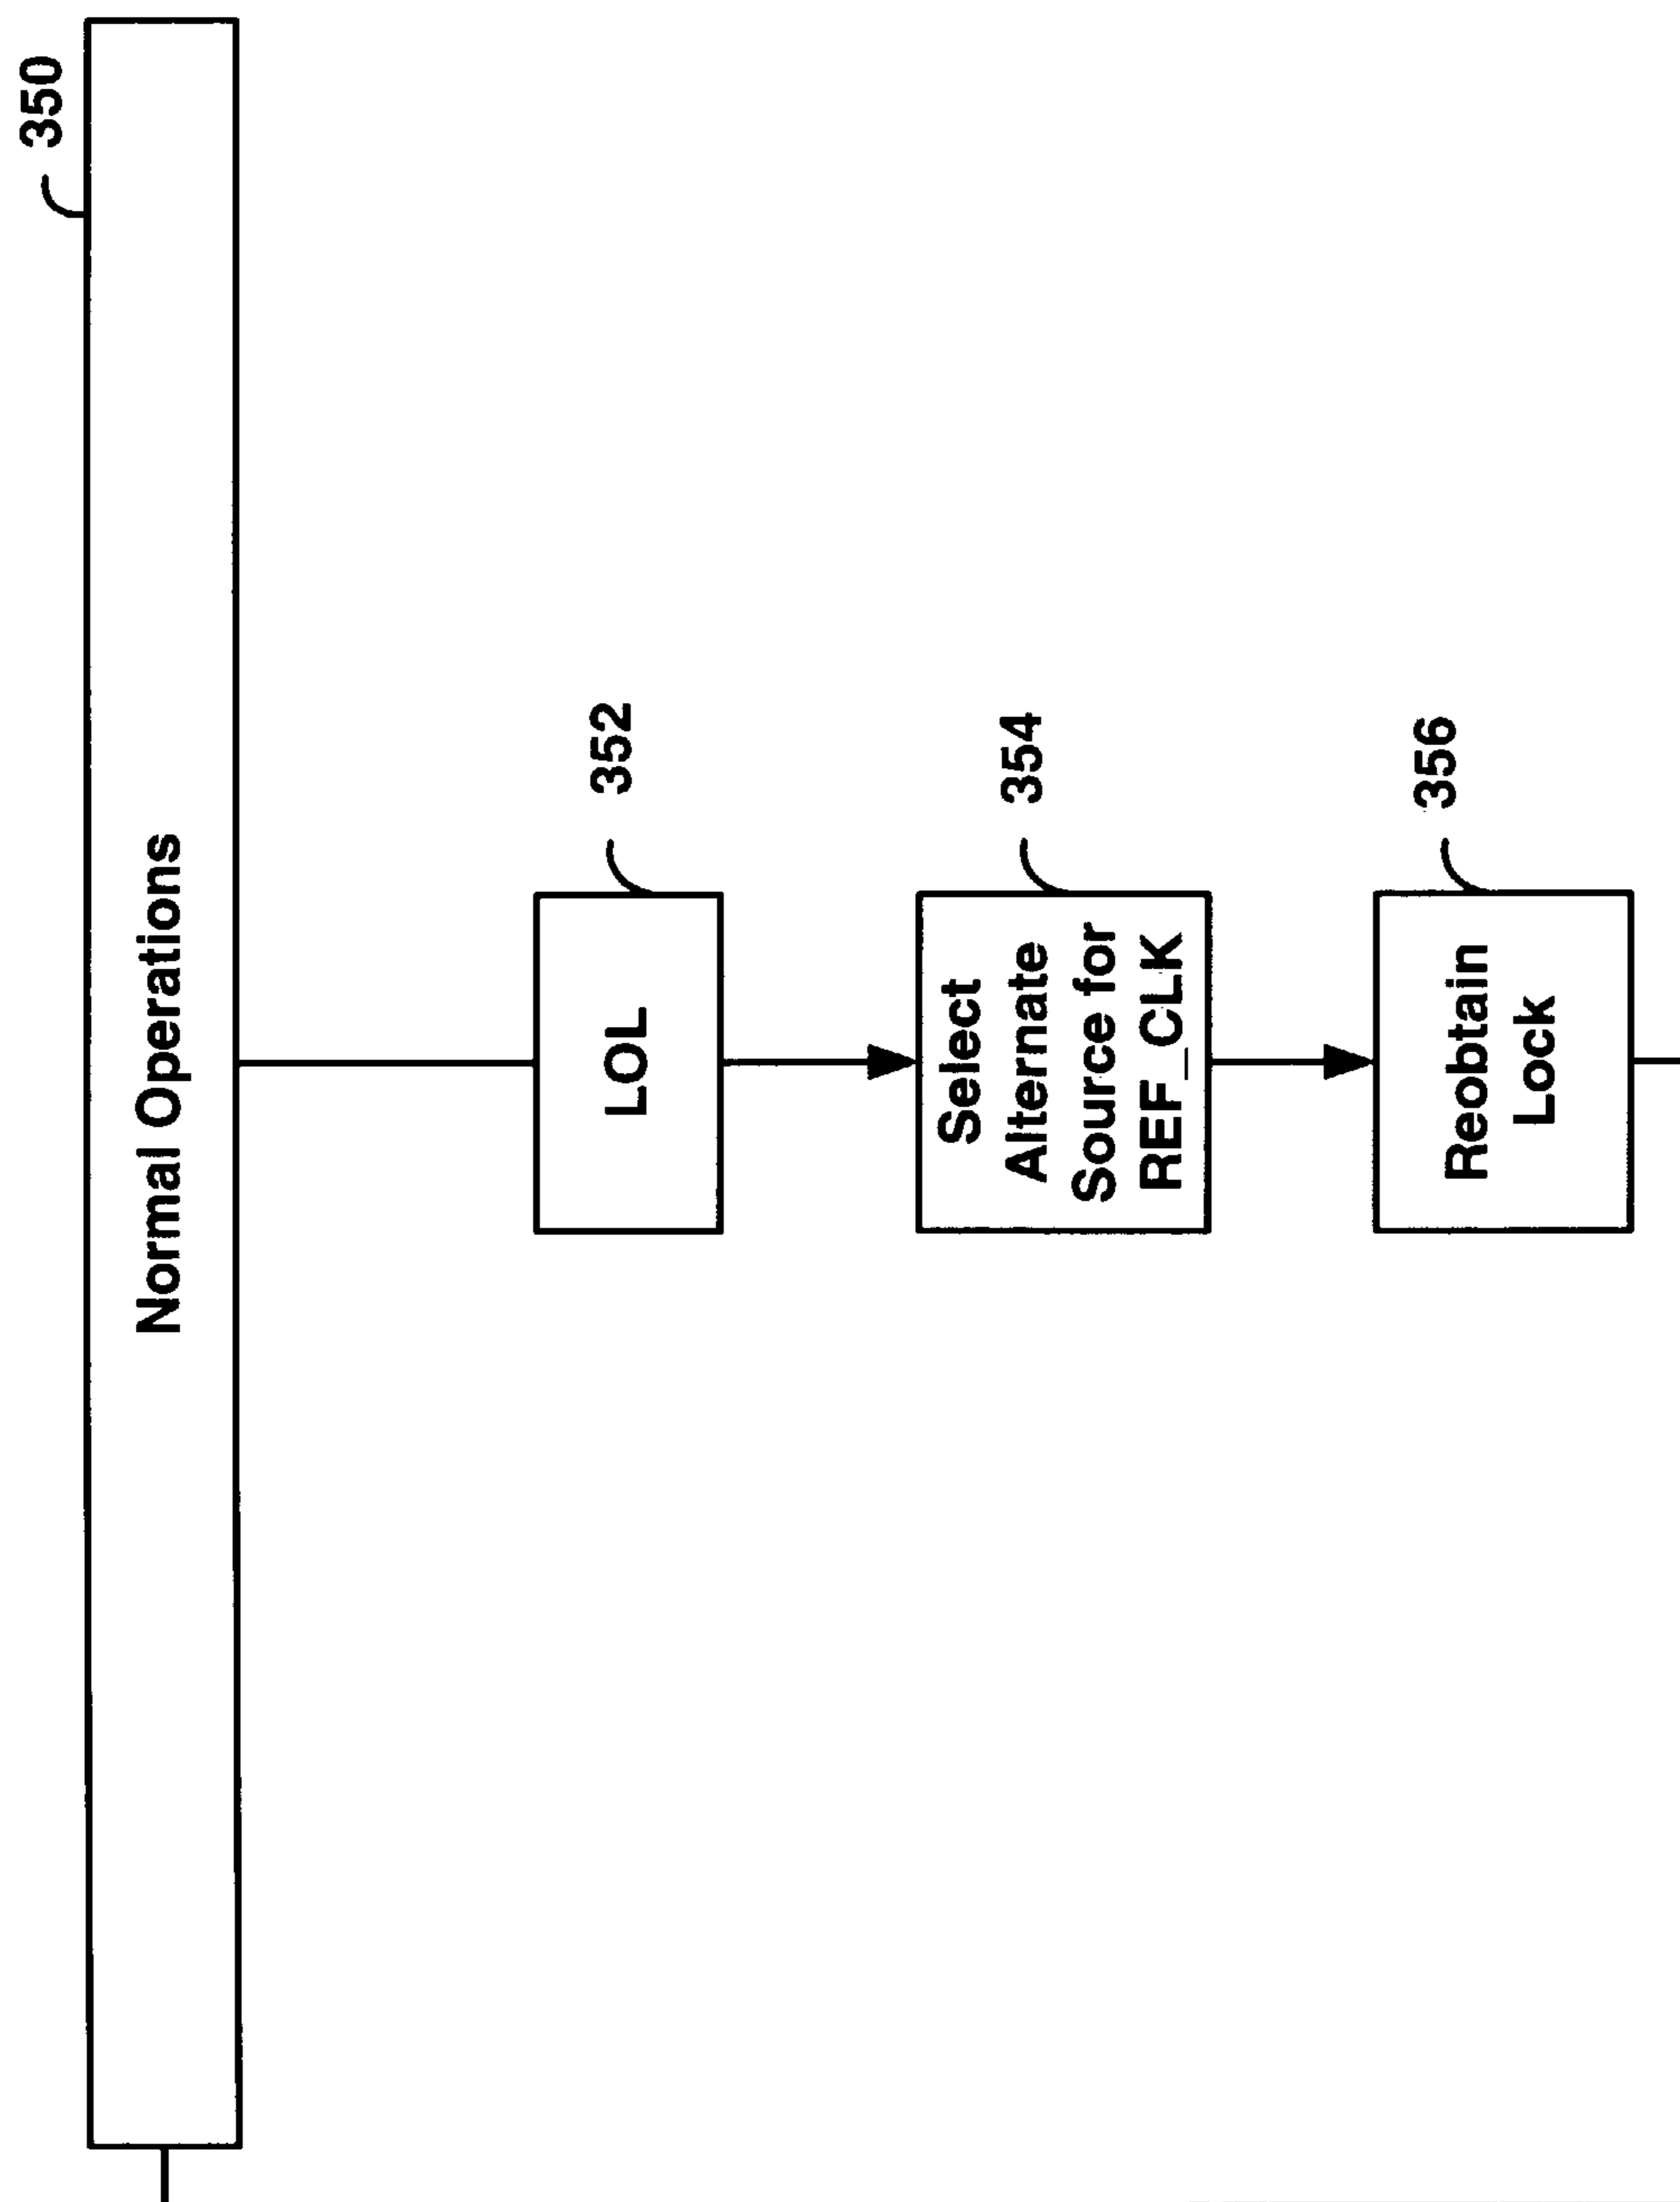 350
Normal Operations
352
LOL
354
Select
Alternate
Source for
REF_CLK
356
Reobtain
Lock